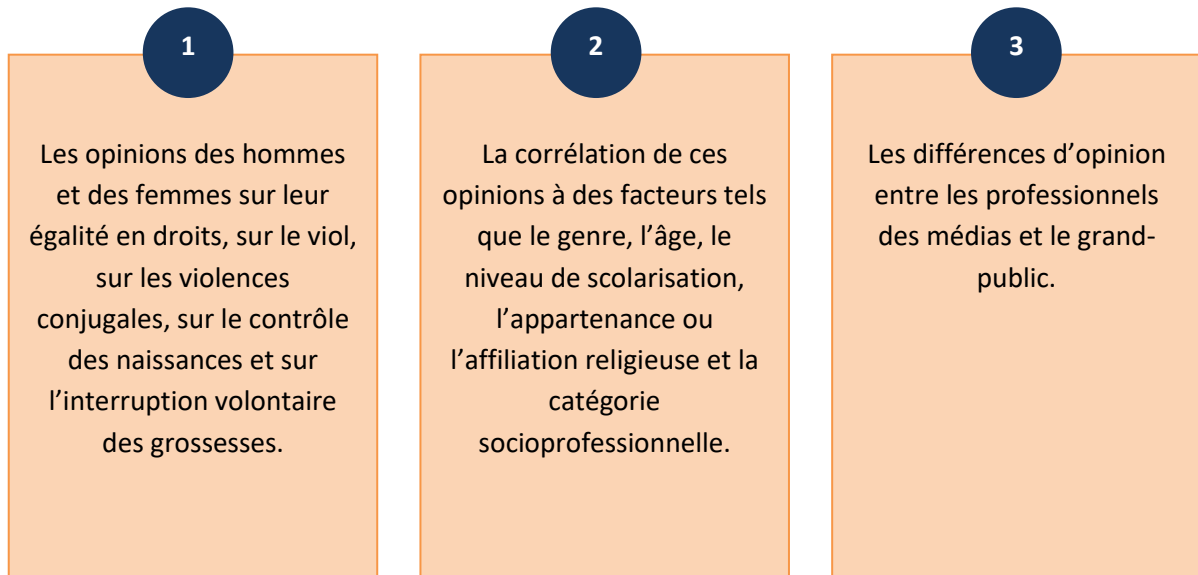 1
Les opinions des hommes
et des femmes sur leur
égalité en droits, sur le viol,
sur les violences
conjugales, sur le contrôle
des naissances et sur
l’interruption volontaire
des grossesses.
2
La corrélation de ces
opinions à des facteurs tels
que le genre, l’âge, le
niveau de scolarisation,
l’appartenance ou
l’affiliation religieuse et la
catégorie
socioprofessionnelle.
3
Les différences d’opinion
entre les professionnels
des médias et le grand-
public.